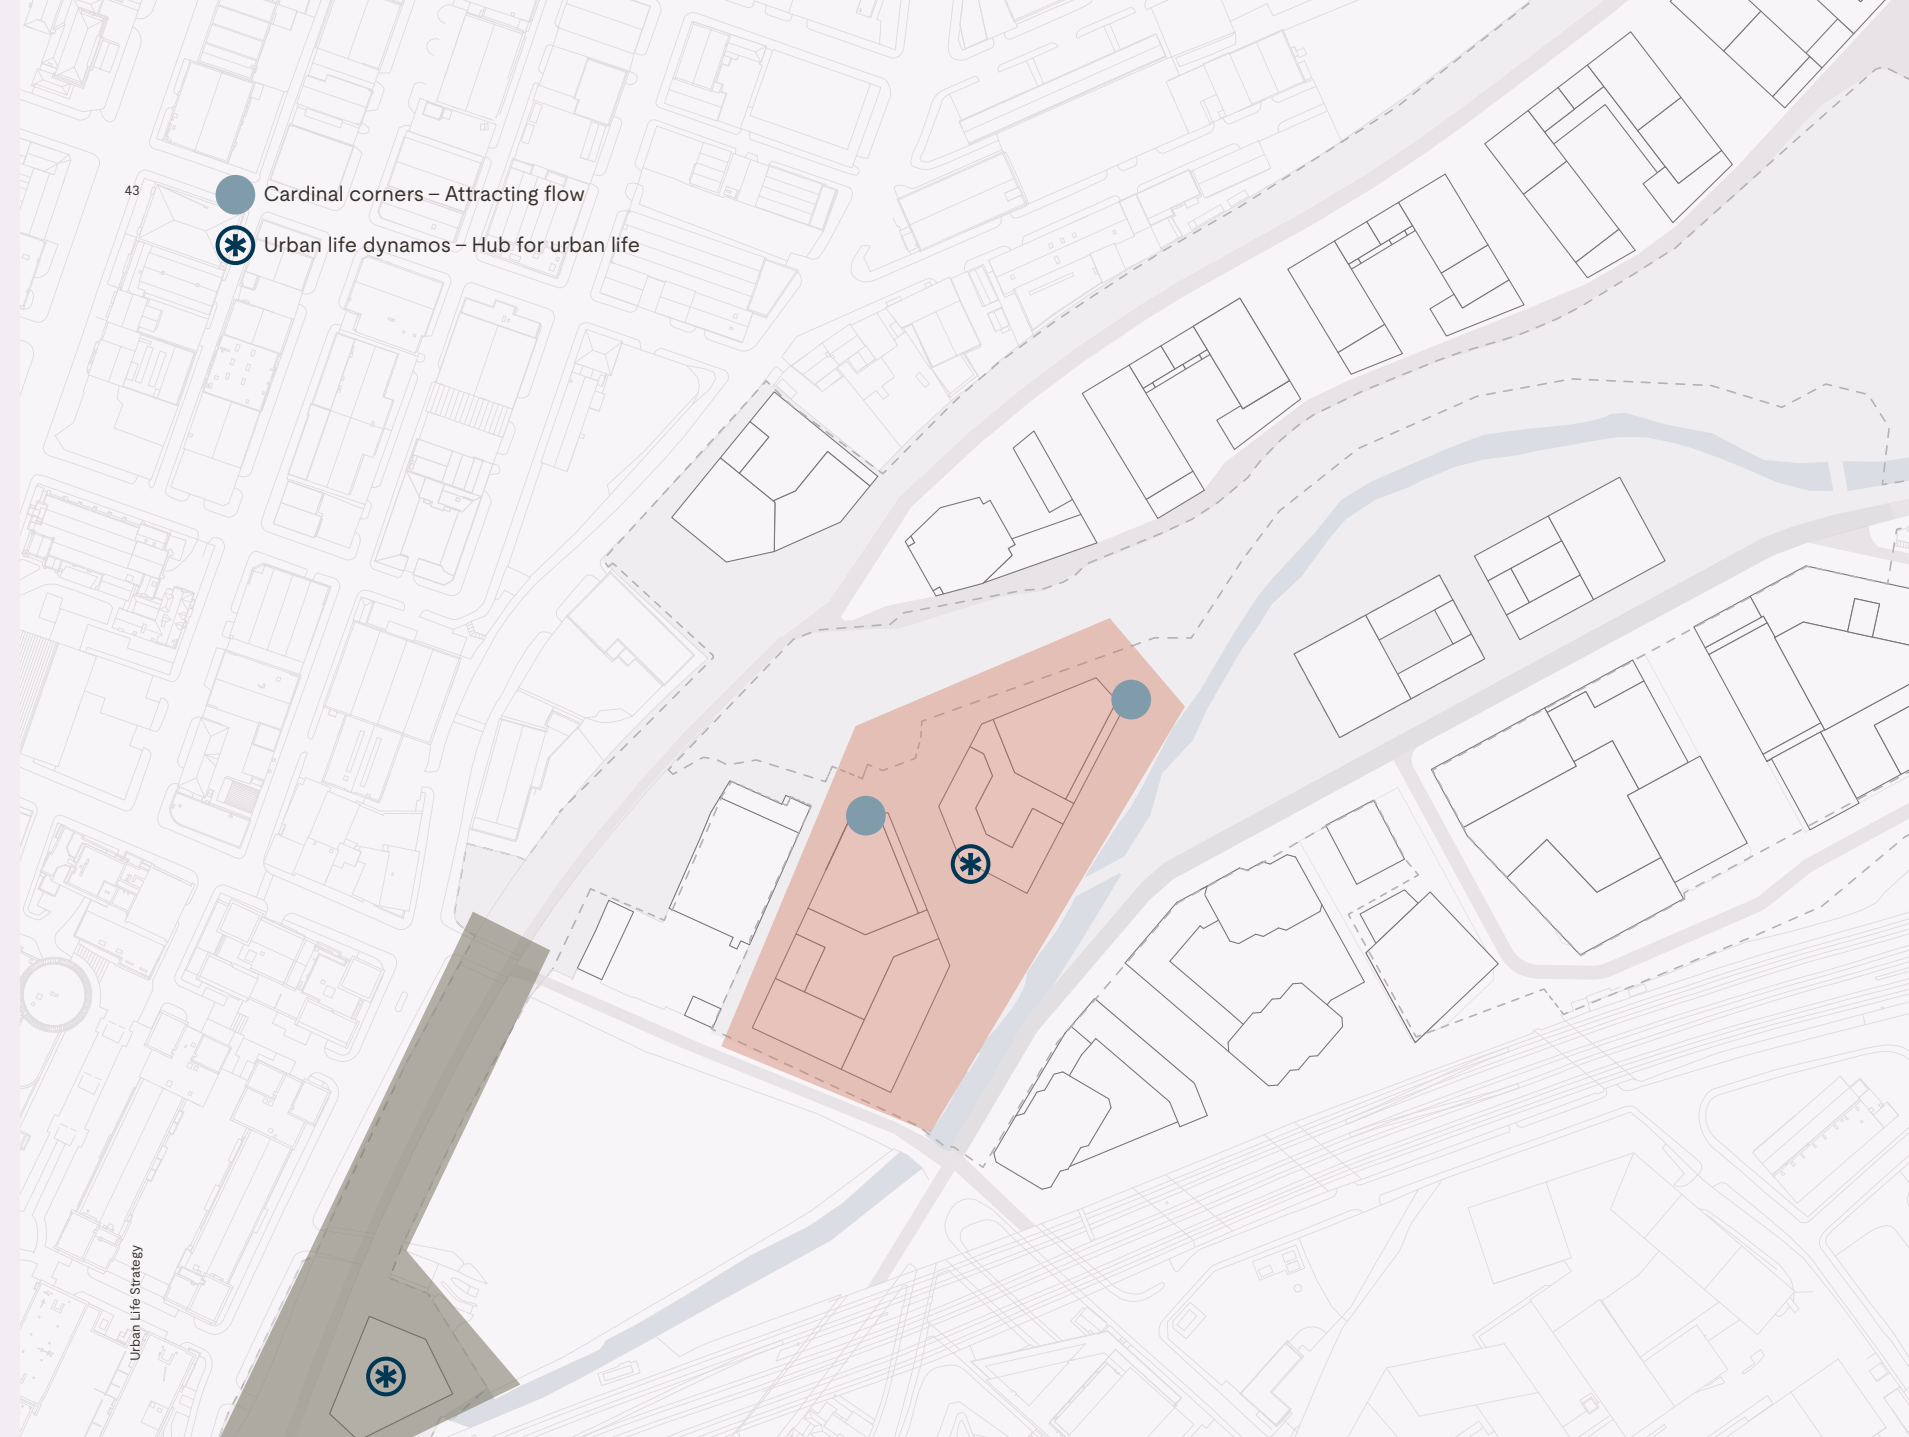 43
Cardinal corners – Attracting flow
Urban life dynamos – Hub for urban life
Urban Life Strategy